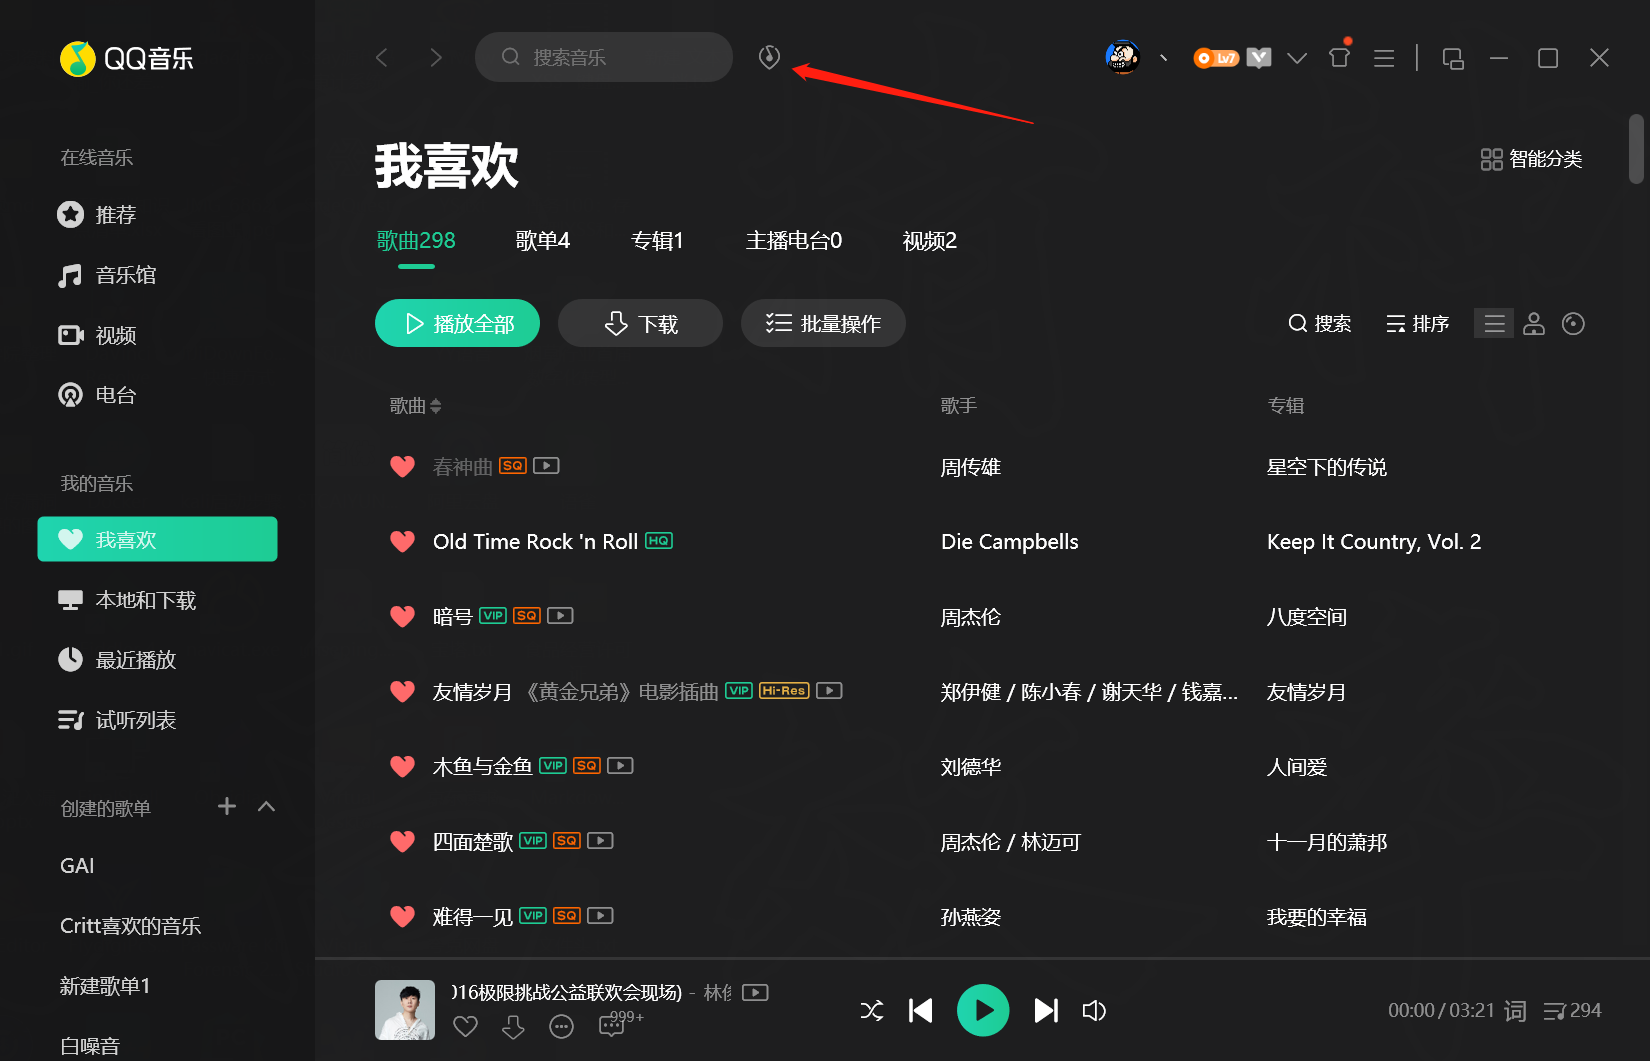 QQ音乐
搜索音乐
Lv7
在线音乐
推荐
音乐馆
视频
电台
我的音乐
我喜欢
本地和下载
最近播放
试听列表
创建的歌单
GAI
Critt喜欢的音乐
新建歌单1
白噪音
我喜欢
智能分类
歌曲298 歌单4 专辑1 主播电台0 视频2
播放全部 下载 批量操作 搜索 排序
歌曲 歌手 专辑
春神曲 SQ 周传雄 星空下的传说
Old Time Rock 'n Roll HQ Die Campbells Keep It Country, Vol. 2
暗号 VIP SQ 周杰伦 八度空间
友情岁月 《黄金兄弟》电影插曲 VIP Hi-Res 郑伊健 / 陈小春 / 谢天华 / 钱嘉... 友情岁月
木鱼与金鱼 VIP SQ 刘德华 人间爱
四面楚歌 VIP SQ 周杰伦 / 林迈可 十一月的萧邦
难得一见 VIP SQ 孙燕姿 我要的幸福
016极限挑战公益联欢会现场) - 林俊
999+
00:00 / 03:21 词 294